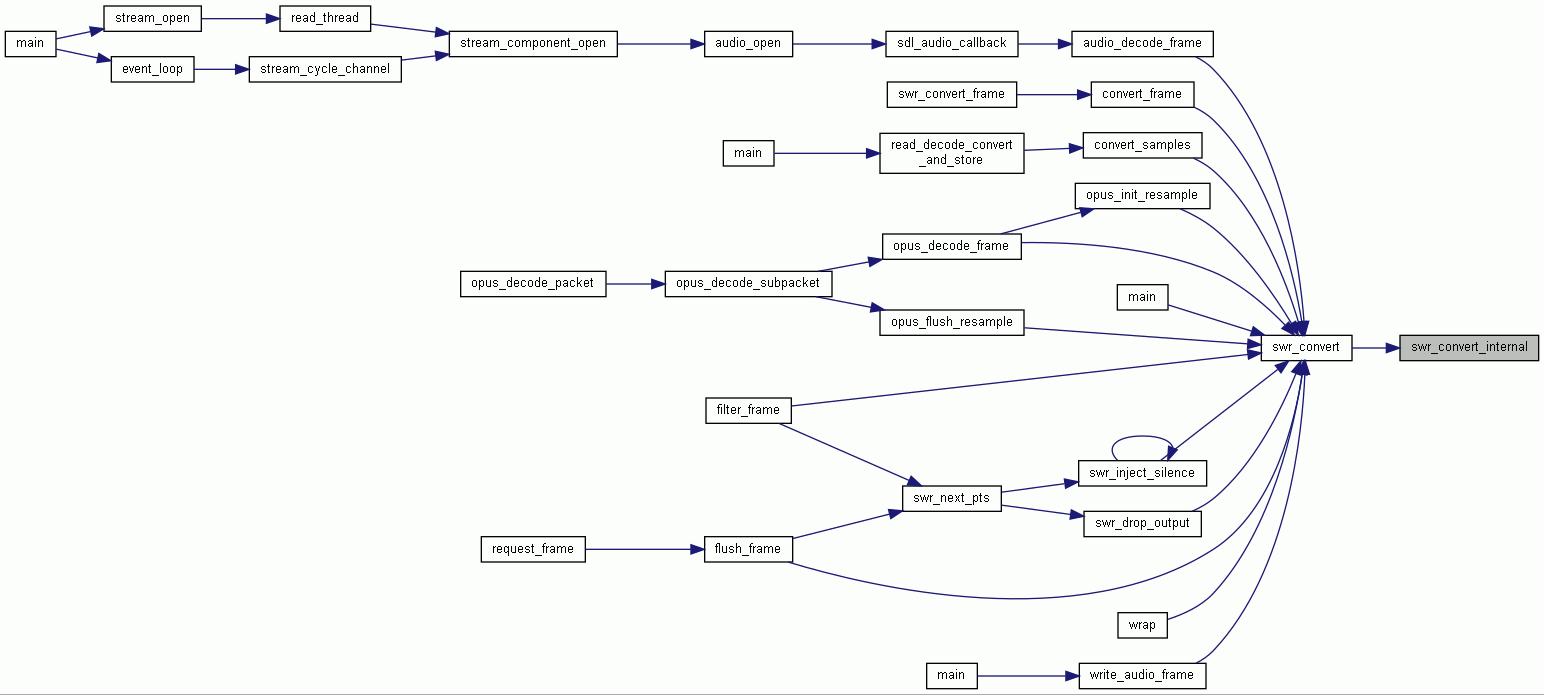 stream_open
read_thread
main
stream_component_open
audio_open
sdl_audio_callback
audio_decode_frame
event_loop
stream_cycle_channel
swr_convert_frame
convert_frame
main
read_decode_convert
_and_store
convert_samples
opus_init_resample
opus_decode_frame
opus_decode_packet
opus_decode_subpacket
main
opus_flush_resample
swr_convert
swr_convert_internal
filter_frame
swr_inject_silence
swr_next_pts
swr_drop_output
request_frame
flush_frame
wrap
main
write_audio_frame